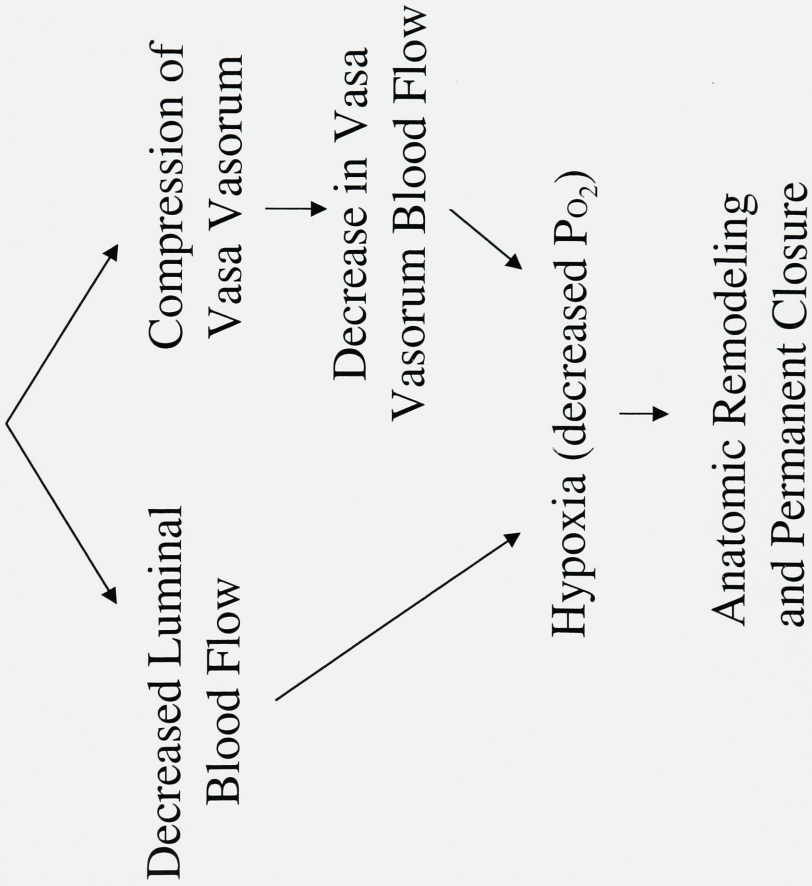 Decreased Luminal
Blood Flow
Compression of
Vasa Vasorum
Decrease in Vasa
Vasorum Blood Flow
Hypoxia (decreased Po₂)
Anatomic Remodeling
and Permanent Closure